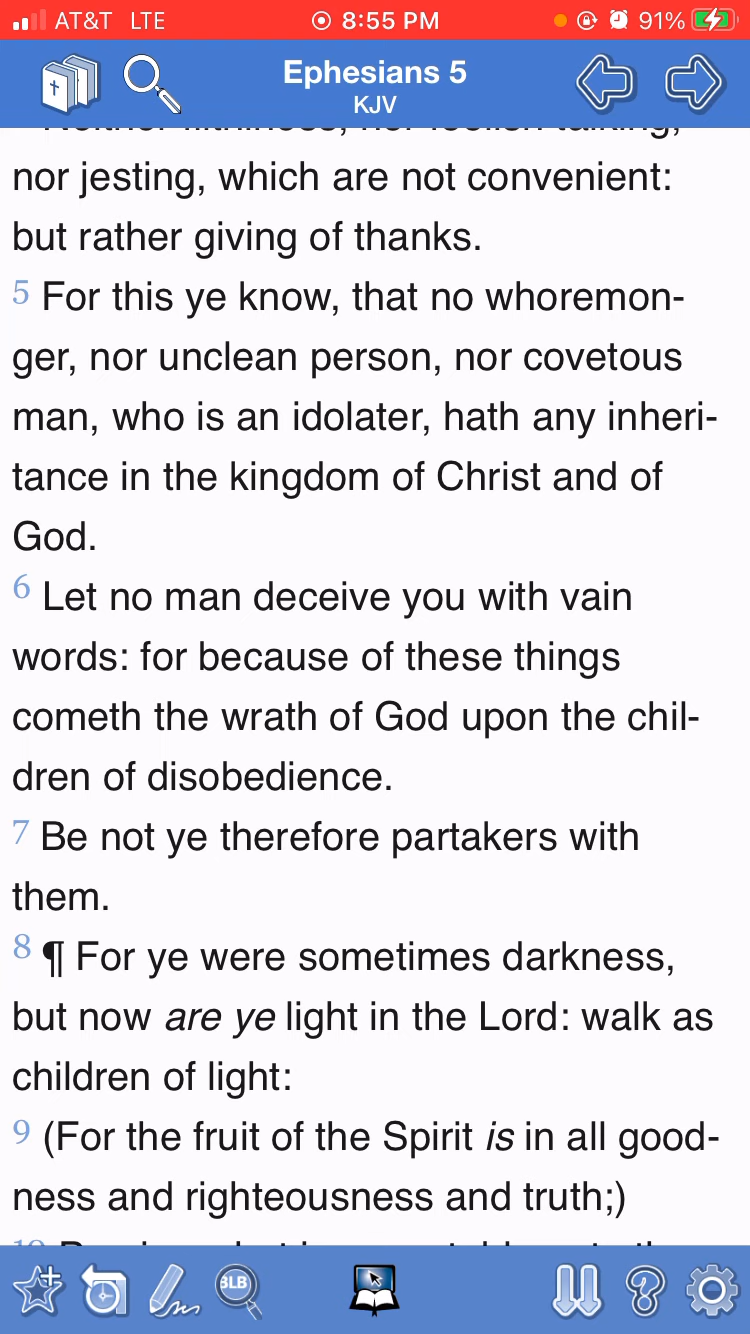 AT&T LTE 8:55 PM 91%
Ephesians 5
KJV
nor jesting, which are not convenient:
but rather giving of thanks.
5 For this ye know, that no whoremon-
ger, nor unclean person, nor covetous
man, who is an idolater, hath any inheri-
tance in the kingdom of Christ and of
God.
6 Let no man deceive you with vain
words: for because of these things
cometh the wrath of God upon the chil-
dren of disobedience.
7 Be not ye therefore partakers with
them.
8 ¶ For ye were sometimes darkness,
but now are ye light in the Lord: walk as
children of light:
9 (For the fruit of the Spirit is in all good-
ness and righteousness and truth;)
BLB